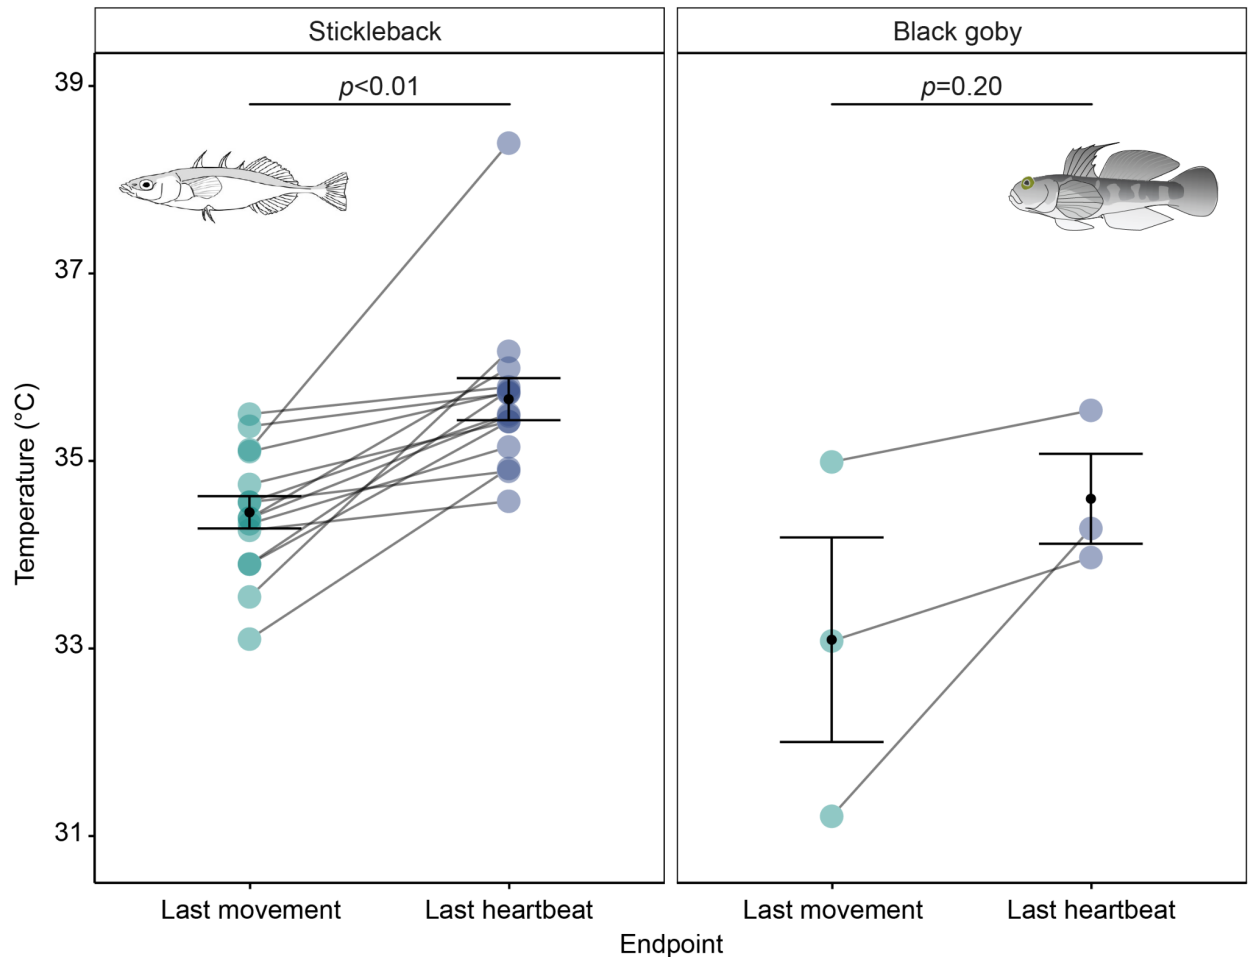 Stickleback
Black goby
p<0.01
p=0.20
39
37
35
33
31
Temperature (°C)
Last movement
Last heartbeat
Last movement
Last heartbeat
Endpoint